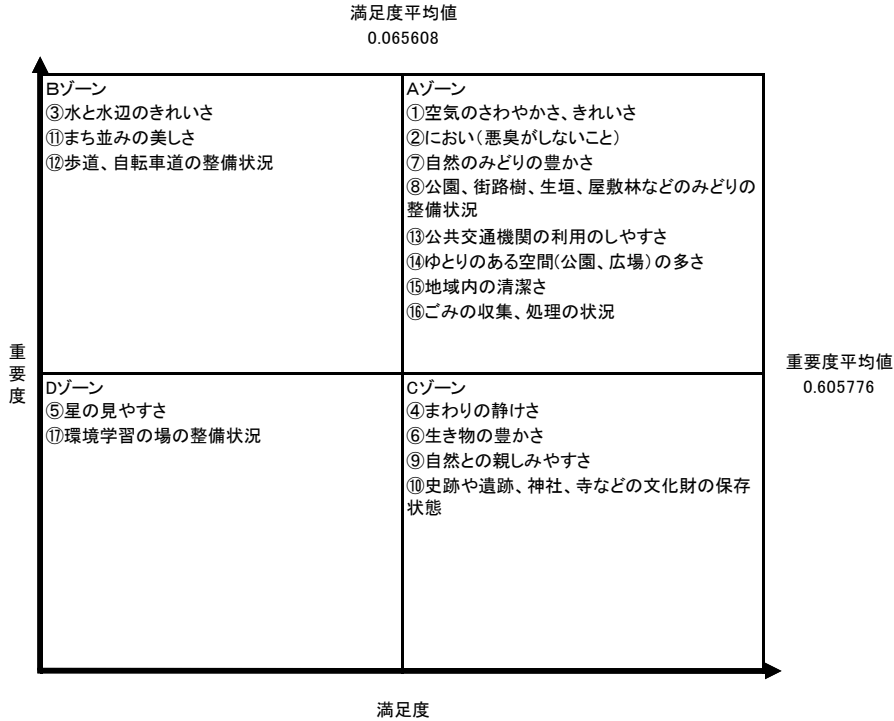 満足度平均値
0.065608
Bゾーン
③水と水辺のきれいさ
⑪まち並みの美しさ
⑫歩道、自転車道の整備状況
Aゾーン
①空気のさわやかさ、きれいさ
②におい(悪臭がしないこと)
⑦自然のみどりの豊かさ
⑧公園、街路樹、生垣、屋敷林などのみどりの
整備状況
⑬公共交通機関の利用のしやすさ
⑭ゆとりのある空間(公園、広場)の多さ
⑮地域内の清潔さ
⑯ごみの収集、処理の状況
重要度
重要度平均値
0.605776
Dゾーン
⑤星の見やすさ
⑰環境学習の場の整備状況
Cゾーン
④まわりの静けさ
⑥生き物の豊かさ
⑨自然との親しみやすさ
⑩史跡や遺跡、神社、寺などの文化財の保存
状態
満足度